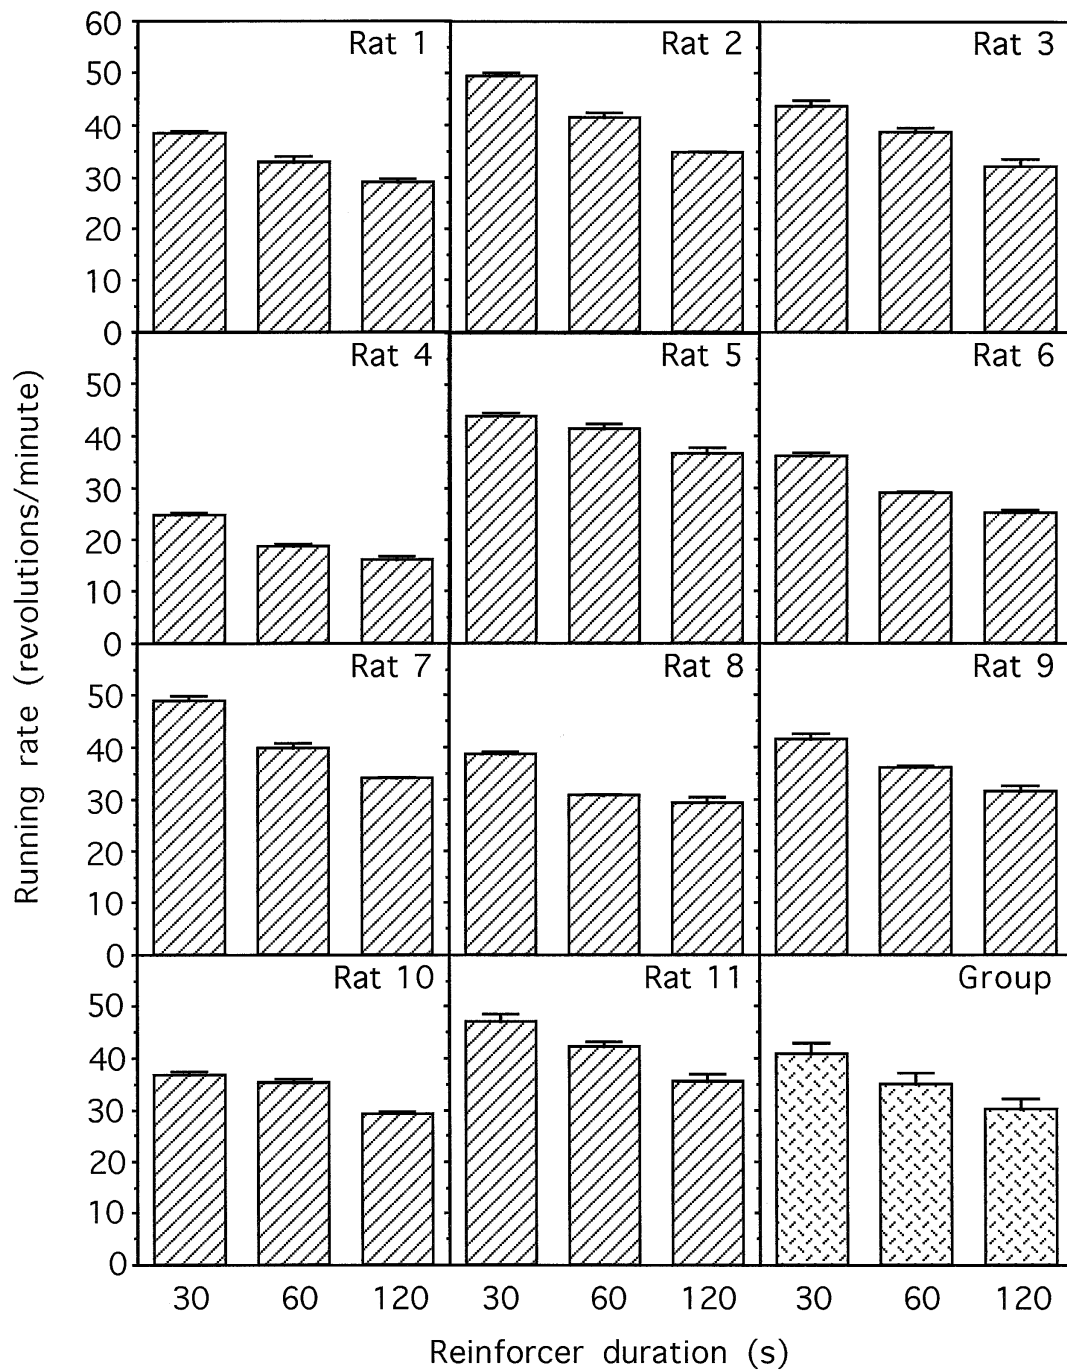 60
50
40
30
20
10
0
Rat 1
Rat 2
Rat 3
50
40
30
20
10
0
Rat 4
Rat 5
Rat 6
50
40
30
20
10
0
Rat 7
Rat 8
Rat 9
50
40
30
20
10
0
Rat 10
Rat 11
Group
30 60 120 30 60 120 30 60 120
Reinforcer duration (s)
Running rate (revolutions/minute)